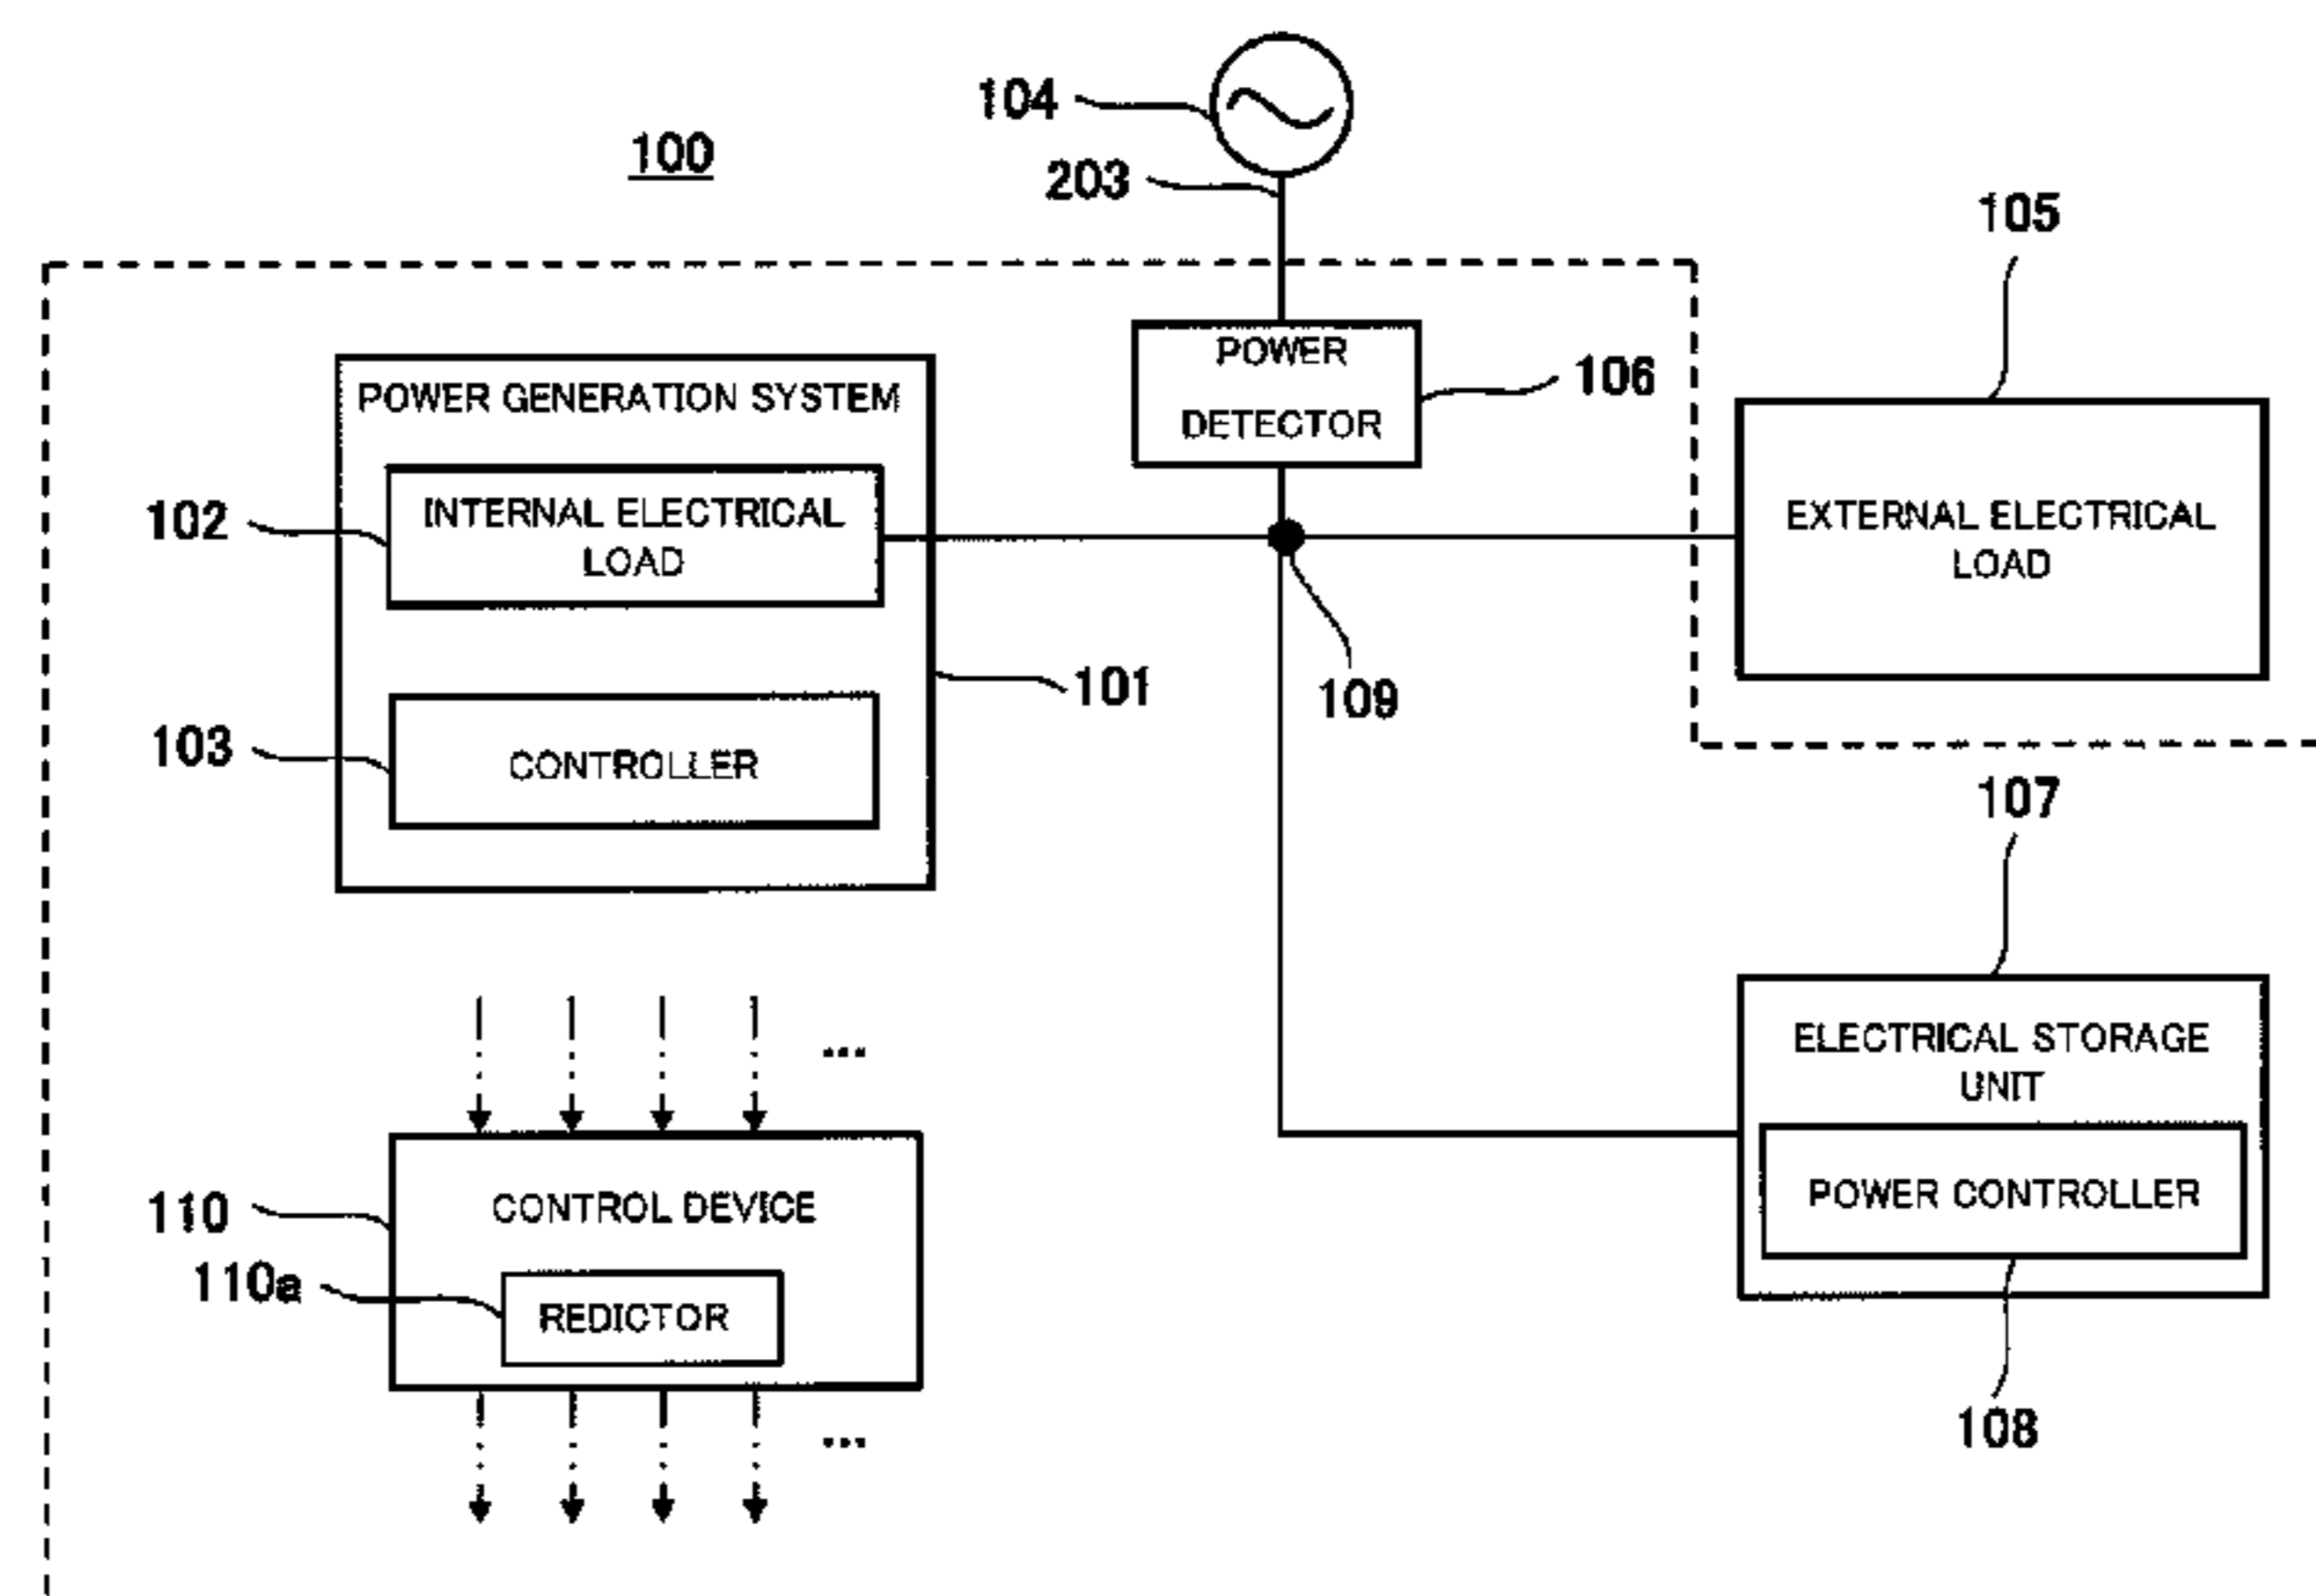 104
100
203
105
POWER
DETECTOR
106
POWER GENERATION SYSTEM
102
INTERNAL ELECTRICAL
LOAD
EXTERNAL ELECTRICAL
LOAD
101
109
103
CONTROLLER
107
...
ELECTRICAL STORAGE
UNIT
110
CONTROL DEVICE
POWER CONTROLLER
110a
REDICTOR
108
...